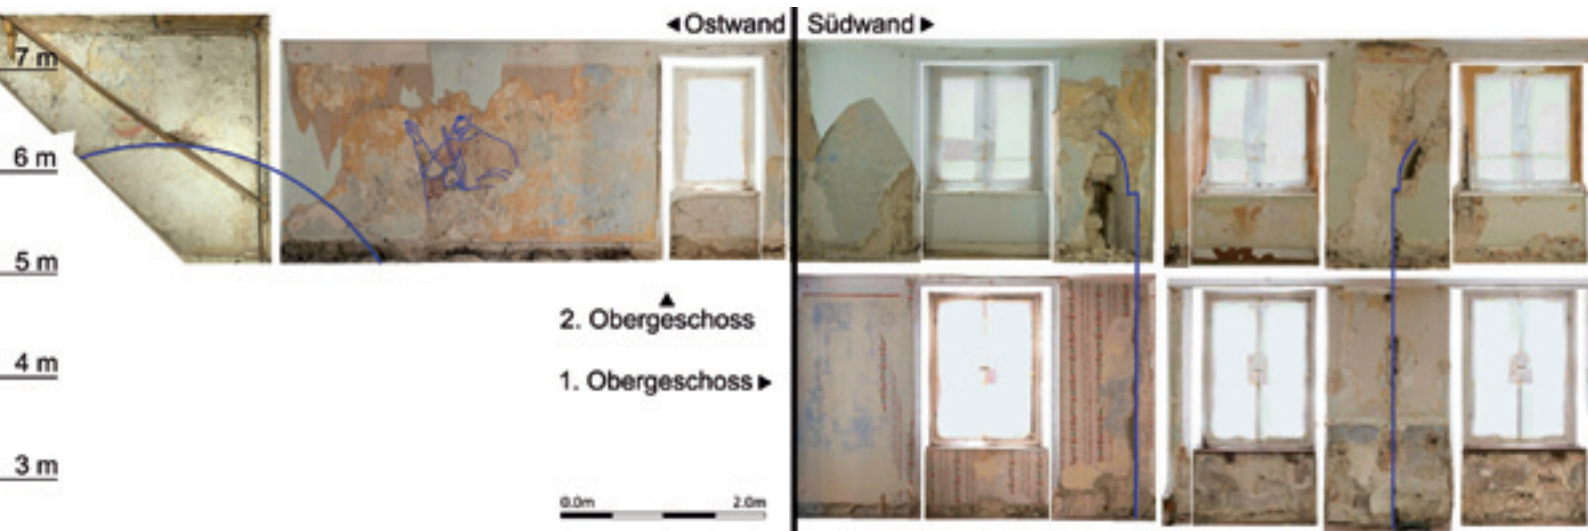 ◄Ostwand
Südwand►
7 m
6 m
5 m
▲
2. Obergeschoss
4 m
1. Obergeschoss►
3 m
0.0m 2.0m